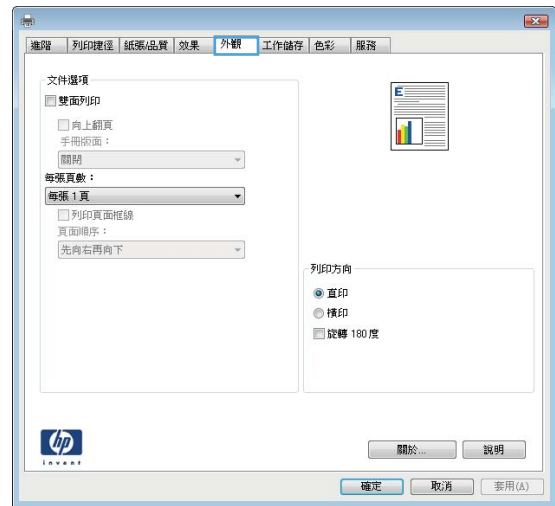 進階 列印捷徑 紙張/品質 效果 外觀 工作儲存 色彩 服務
文件選項
雙面列印
向上翻頁
手冊版面：
關閉
每張頁數：
每張 1 頁
列印頁面框線
頁面順序：
先向右再向下
E
列印方向
直印
橫印
旋轉 180 度
hp
invent
關於... 說明
確定 取消 套用(A)